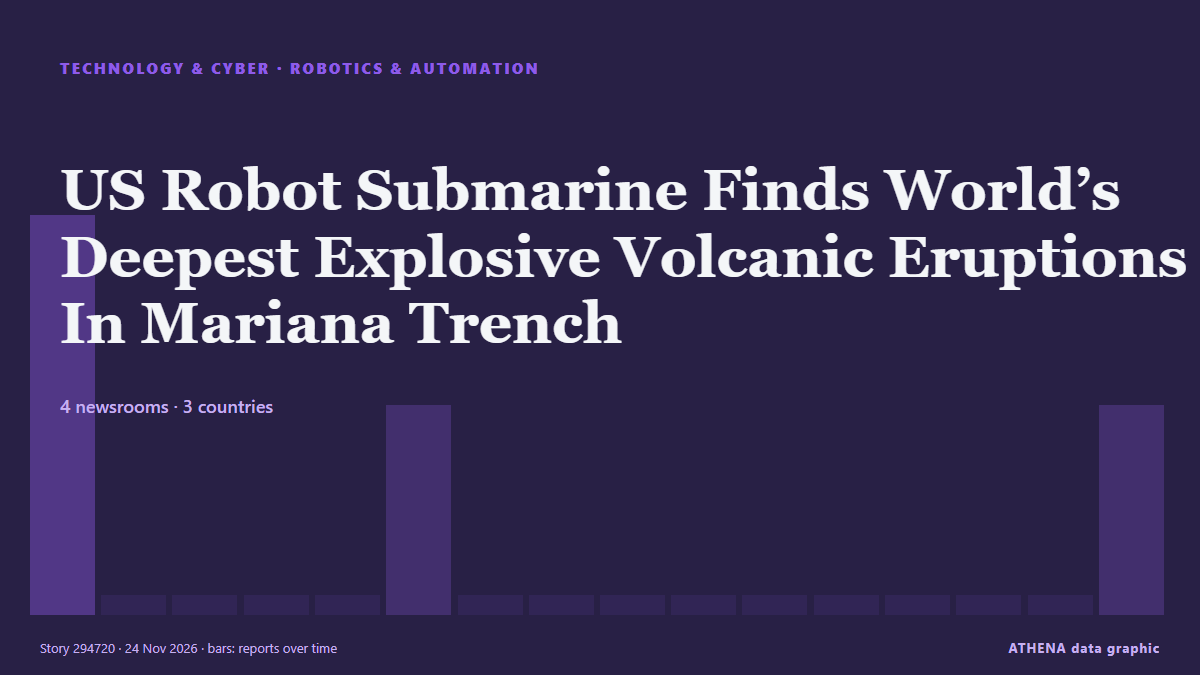 TECHNOLOGY & CYBER · ROBOTICS & AUTOMATION
US Robot Submarine Finds World’s
Deepest Explosive Volcanic Eruptions
In Mariana Trench
4 newsrooms · 3 countries
Story 294720 · 24 Nov 2026 · bars: reports over time
ATHENA data graphic